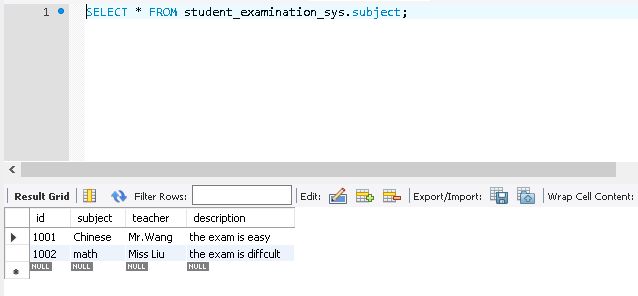 1 SELECT * FROM student_examination_sys.subject;
Result Grid Filter Rows: Edit: Export/Import: Wrap Cell Content:
id subject teacher description
1001 Chinese Mr.Wang the exam is easy
1002 math Miss Liu the exam is diffcult
NULL NULL NULL NULL